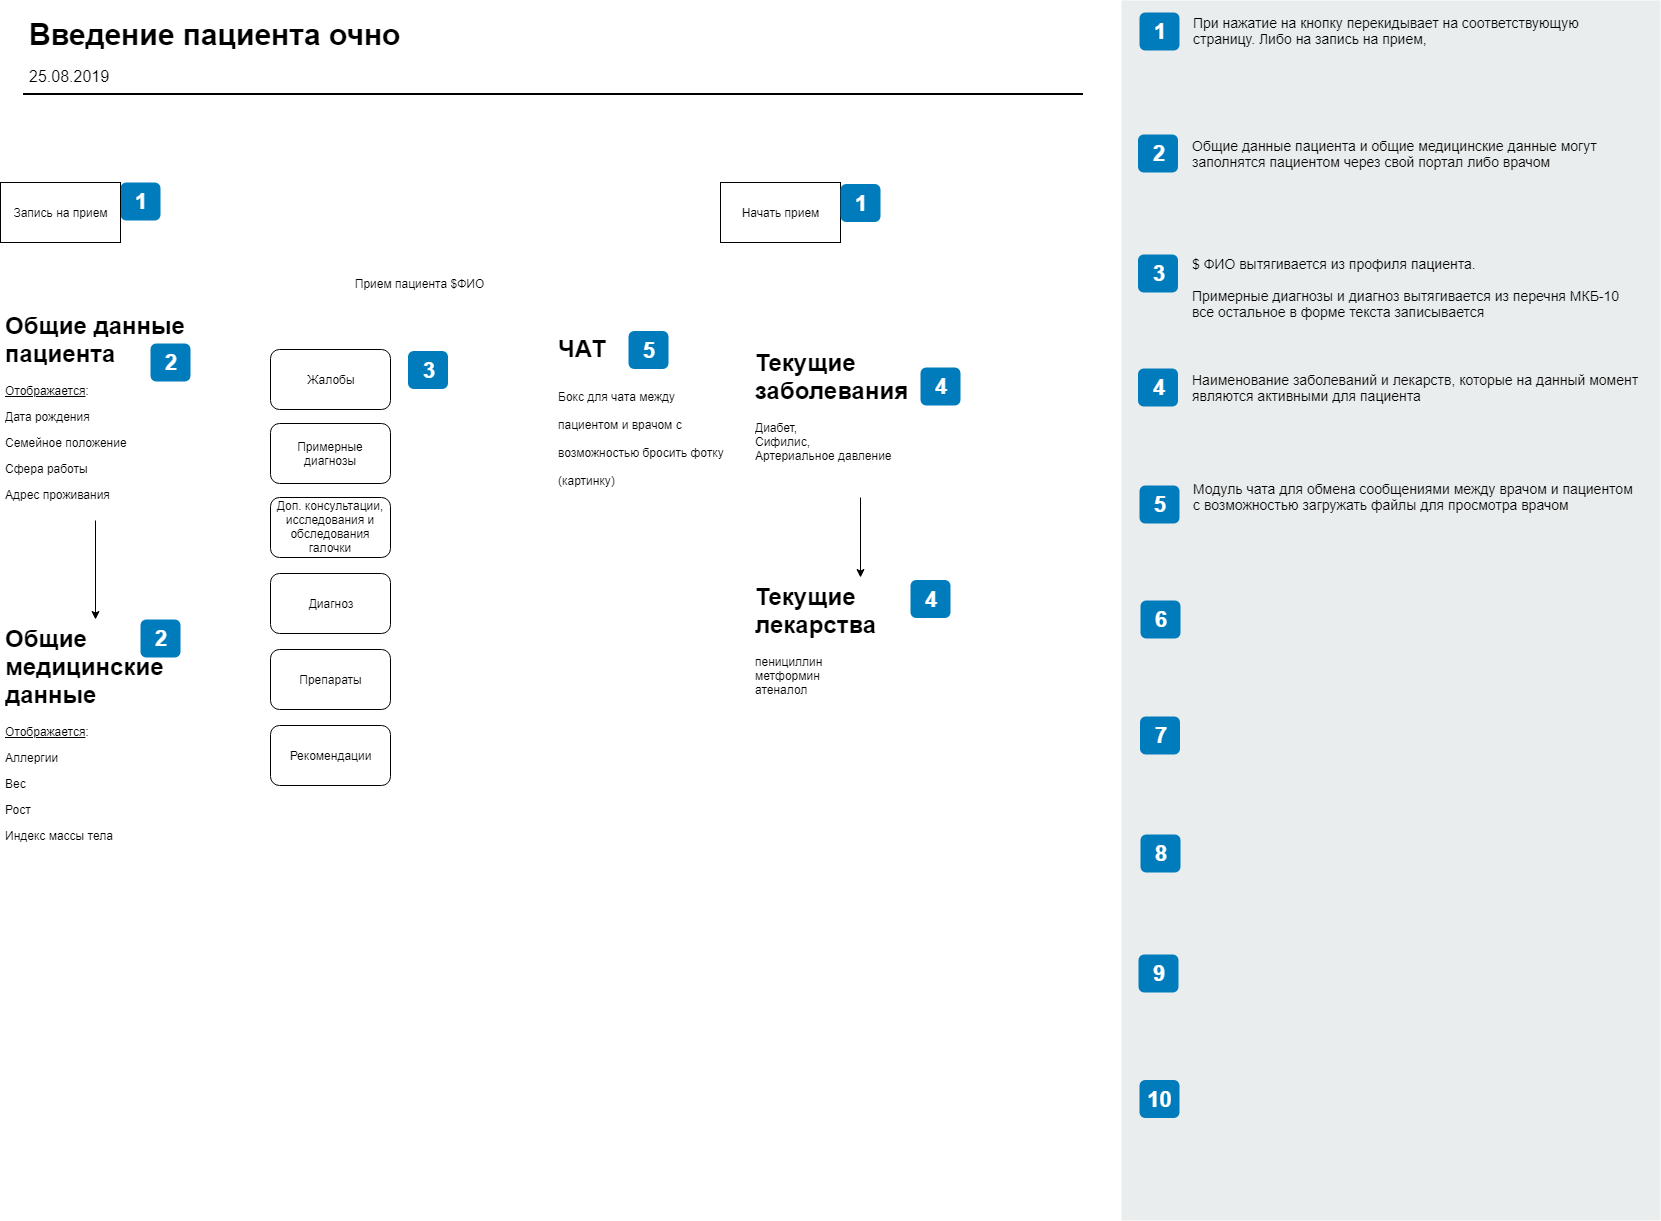 Введение пациента очно
25.08.2019
Запись на прием
1
Начать прием
1
Прием пациента $ФИО
Общие данные
пациента
2
Отображается:
Дата рождения
Семейное положение
Сфера работы
Адрес проживания
Общие
медицинские
данные
2
Отображается:
Аллергии
Вес
Рост
Индекс массы тела
Жалобы
3
Примерные
диагнозы
Доп. консультации,
исследования и
обследования
галочки
Диагноз
Препараты
Рекомендации
ЧАТ
5
Бокс для чата между
пациентом и врачом с
возможностью бросить фотку
(картинку)
Текущие
заболевания
4
Диабет,
Сифилис,
Артериальное давление
Текущие
лекарства
4
пенициллин
метформин
атеналол
1
При нажатие на кнопку перекидывает на соответствующую
страницу. Либо на запись на прием,
2
Общие данные пациента и общие медицинские данные могут
заполнятся пациентом через свой портал либо врачом
3
$ ФИО вытягивается из профиля пациента.
Примерные диагнозы и диагноз вытягивается из перечня МКБ-10
все остальное в форме текста записывается
4
Наименование заболеваний и лекарств, которые на данный момент
являются активными для пациента
5
Модуль чата для обмена сообщениями между врачом и пациентом
с возможностью загружать файлы для просмотра врачом
6
7
8
9
10